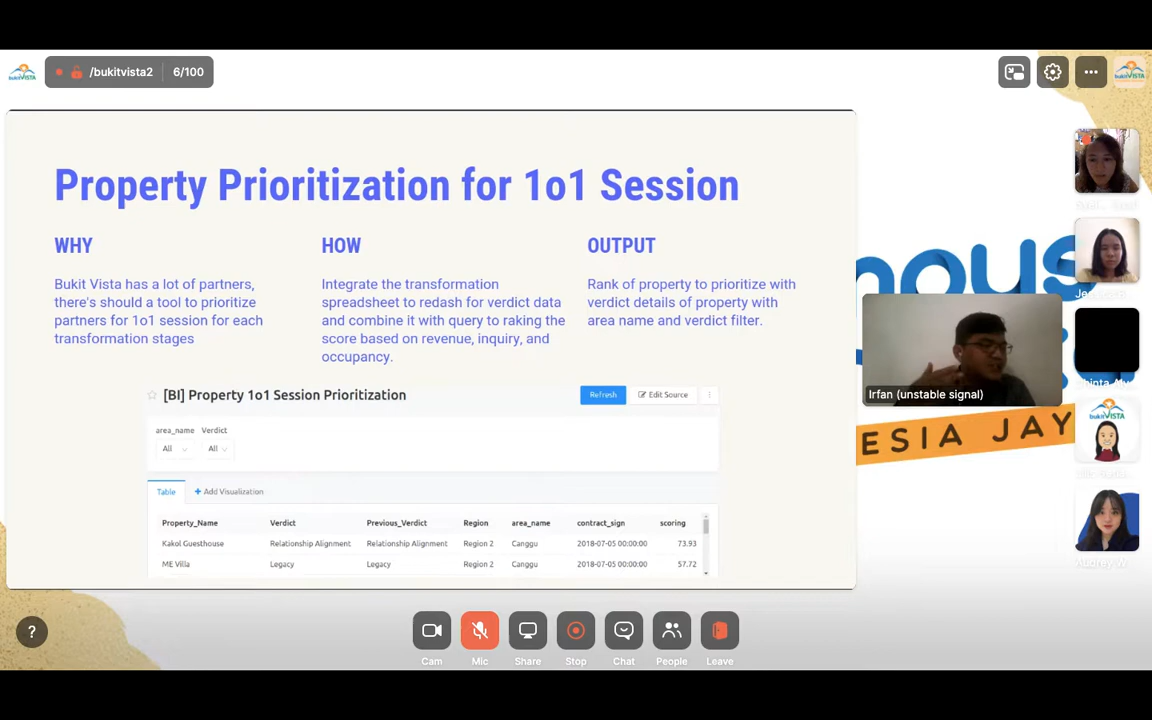 /bukitvista2 6/100
Property Prioritization for 1o1 Session
WHY
Bukit Vista has a lot of partners,
there's should a tool to prioritize
partners for 1o1 session for each
transformation stages
HOW
Integrate the transformation
spreadsheet to redash for verdict data
and combine it with query to raking the
score based on revenue, inquiry, and
occupancy.
OUTPUT
Rank of property to prioritize with
verdict details of property with
area name and verdict filter.
[BI] Property 1o1 Session Prioritization
Refresh Edit Source
area_name Verdict
All All
Table + Add Visualization
Property_Name Verdict Previous_Verdict Region area_name contract_sign scoring
Kakol Guesthouse Relationship Alignment Relationship Alignment Region 2 Canggu 2018-07-05 00:00:00 73.93
ME Villa Legacy Legacy Region 2 Canggu 2018-07-05 00:00:00 57.72
Irfan (unstable signal)
ESIA JAY
bukitVISTA
Audrey W
?
Cam Mic Share Stop Chat People Leave